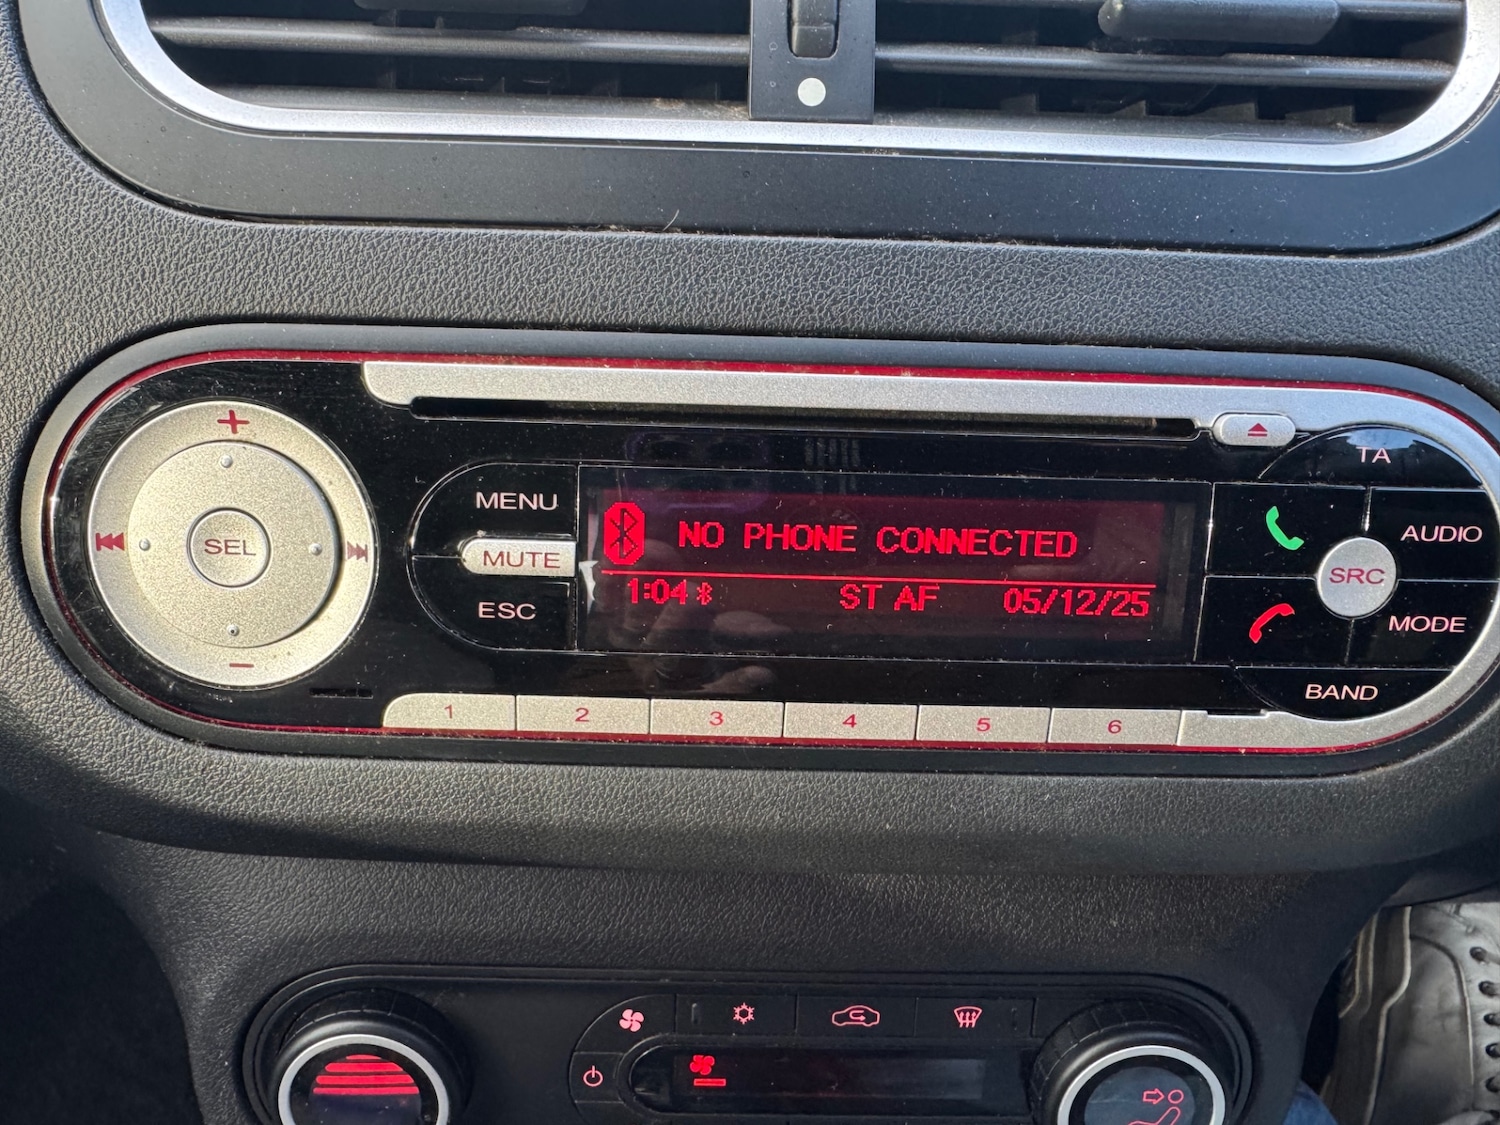 MENU
MUTE
ESC
SEL
NO PHONE CONNECTED
1:04 ST AF 05/12/25
TA
AUDIO
SRC
MODE
BAND
1 2 3 4 5 6